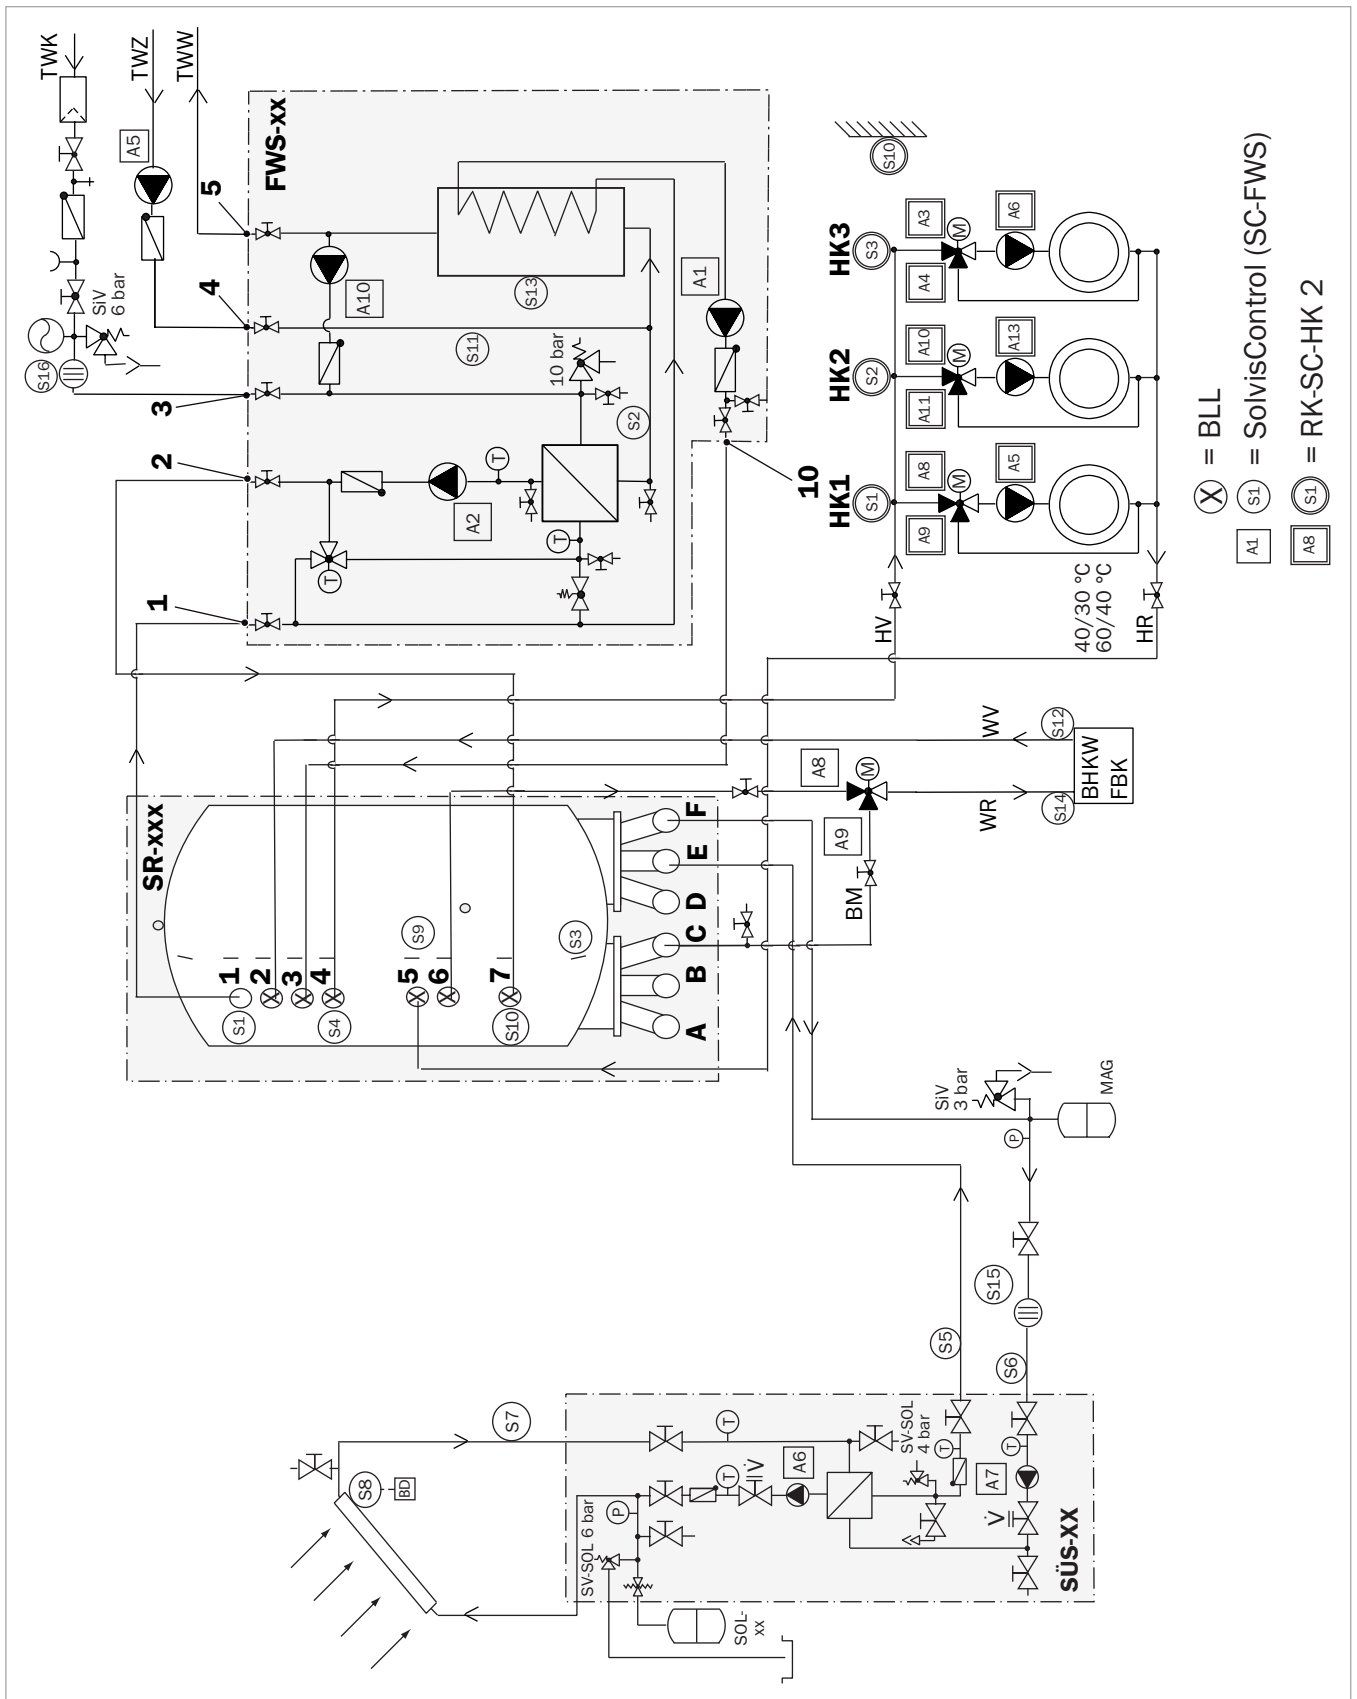 TWK
TWZ
TWW
A5
S16
SiV
6 bar
FWS-xx
1
2
3
4
5
10
A10
S13
S11
A1
10 bar
S2
T
A2
T
T
S10
HK1
HK2
HK3
S1
S2
S3
A8
A9
M
A5
A10
A11
M
A13
A3
A4
M
A6
HV
HR
40/30 °C
60/40 °C
X = BLL
A1 S1 = SolvisControl (SC-FWS)
A8 S1 = RK-SC-HK 2
SR-xxx
1
2
3
4
5
6
7
X
X
X
X
X
X
S1
S4
S9
S10
S3
A
B
C
D
E
F
A8
M
A9
BM
WV
WR
S12
S14
BHKW
FBK
SiV
3 bar
MAG
P
S15
S5
S6
S7
S8
BD
SV-SOL 6 bar
P
T
T
V̇
A6
SV-SOL
4 bar
T
T
A7
V̇
SÜS-XX
SOL-
xx